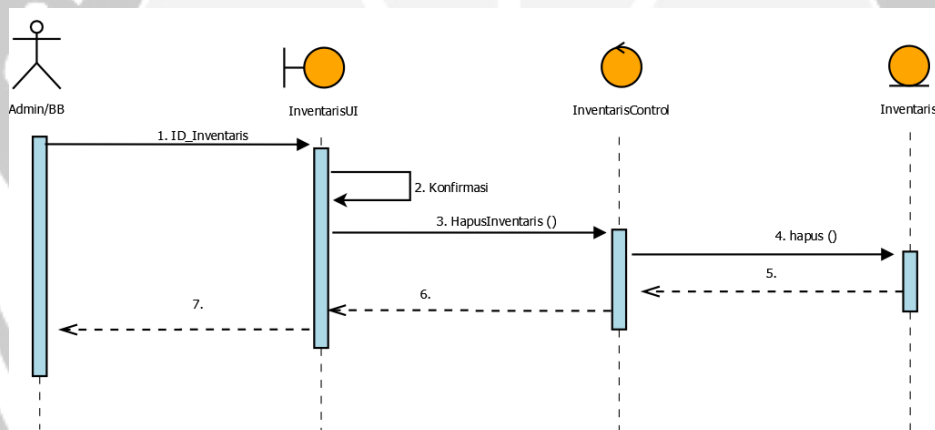 Admin/BB
InventarisUI
InventarisControl
Inventaris
1. ID_Inventaris
2. Konfirmasi
3. HapusInventaris ()
4. hapus ()
5.
6.
7.